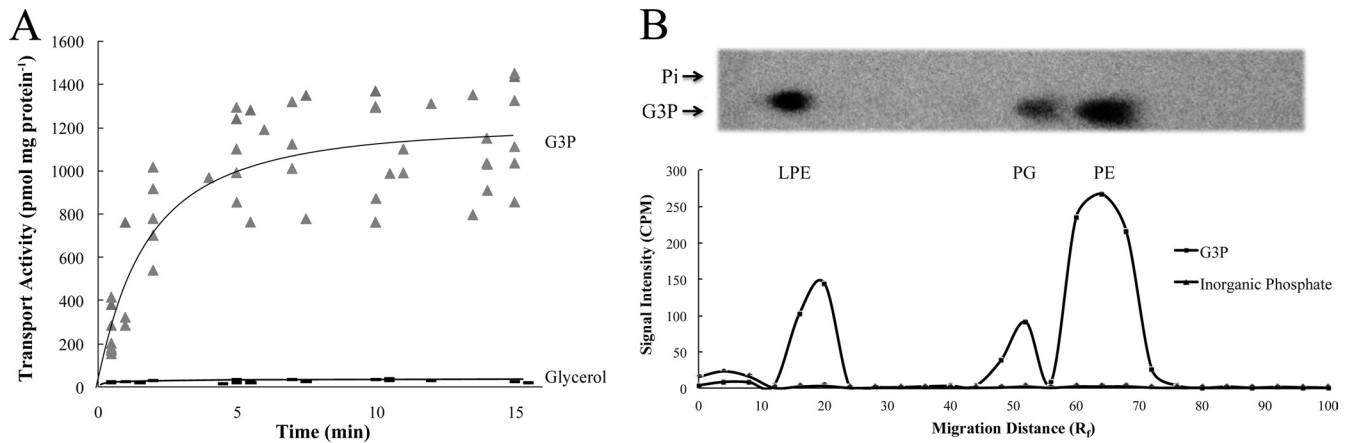 A
Transport Activity (pmol mg protein⁻¹)
1600
1400
1200
1000
800
600
400
200
0
0
5
10
15
Time (min)
G3P
Glycerol
B
Pi
G3P
LPE
PG
PE
Signal Intensity (CPM)
300
250
200
150
100
50
0
0
10
20
30
40
50
60
70
80
90
100
Migration Distance (Rf)
G3P
Inorganic Phosphate